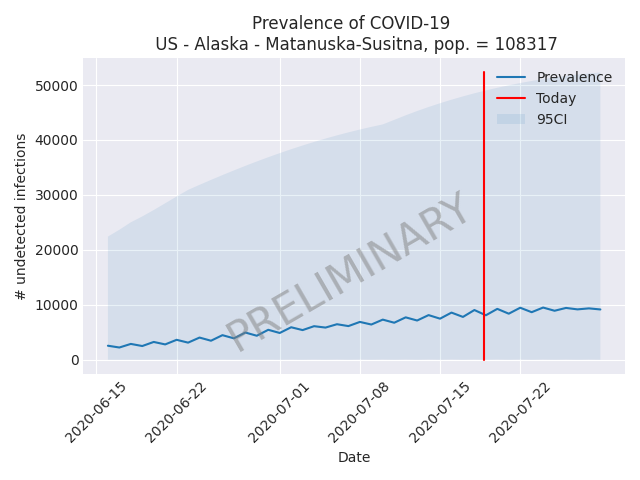 Prevalence of COVID-19
US - Alaska - Matanuska-Susitna, pop. = 108317
Prevalence
Today
95CI
PRELIMINARY
# undetected infections
50000
40000
30000
20000
10000
0
2020-06-15
2020-06-22
2020-07-01
2020-07-08
2020-07-15
2020-07-22
Date